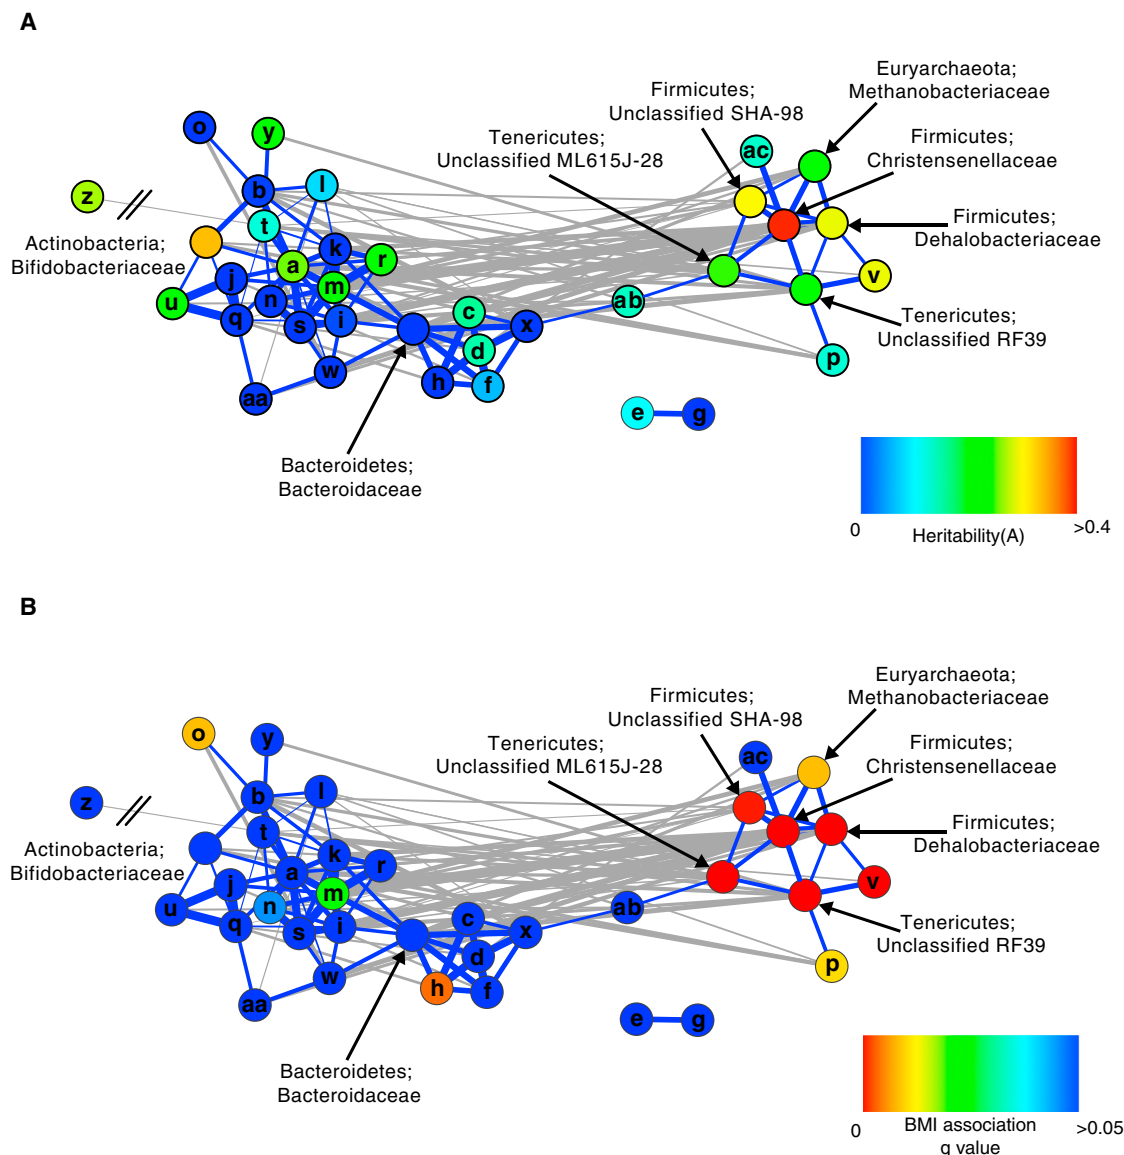 A
Euryarchaeota;
Methanobacteriaceae
Firmicutes;
Unclassified SHA-98
Firmicutes;
Christensenellaceae
Tenericutes;
Unclassified ML615J-28
o
y
ac
z
b
l
t
Firmicutes;
Dehalobacteriaceae
Actinobacteria;
Bifidobacteriaceae
k
a
r
j
m
v
u
n
q
s
i
c
x
ab
Tenericutes;
Unclassified RF39
d
p
w
h
f
aa
e
g
Bacteroidetes;
Bacteroidaceae
0
Heritability(A)
>0.4
B
Euryarchaeota;
Methanobacteriaceae
Firmicutes;
Unclassified SHA-98
Firmicutes;
Christensenellaceae
Tenericutes;
Unclassified ML615J-28
o
y
ac
z
b
l
t
Firmicutes;
Dehalobacteriaceae
Actinobacteria;
Bifidobacteriaceae
k
a
r
j
m
v
u
n
q
s
i
c
x
ab
Tenericutes;
Unclassified RF39
d
p
w
h
f
aa
e
g
Bacteroidetes;
Bacteroidaceae
0
BMI association
q value
>0.05